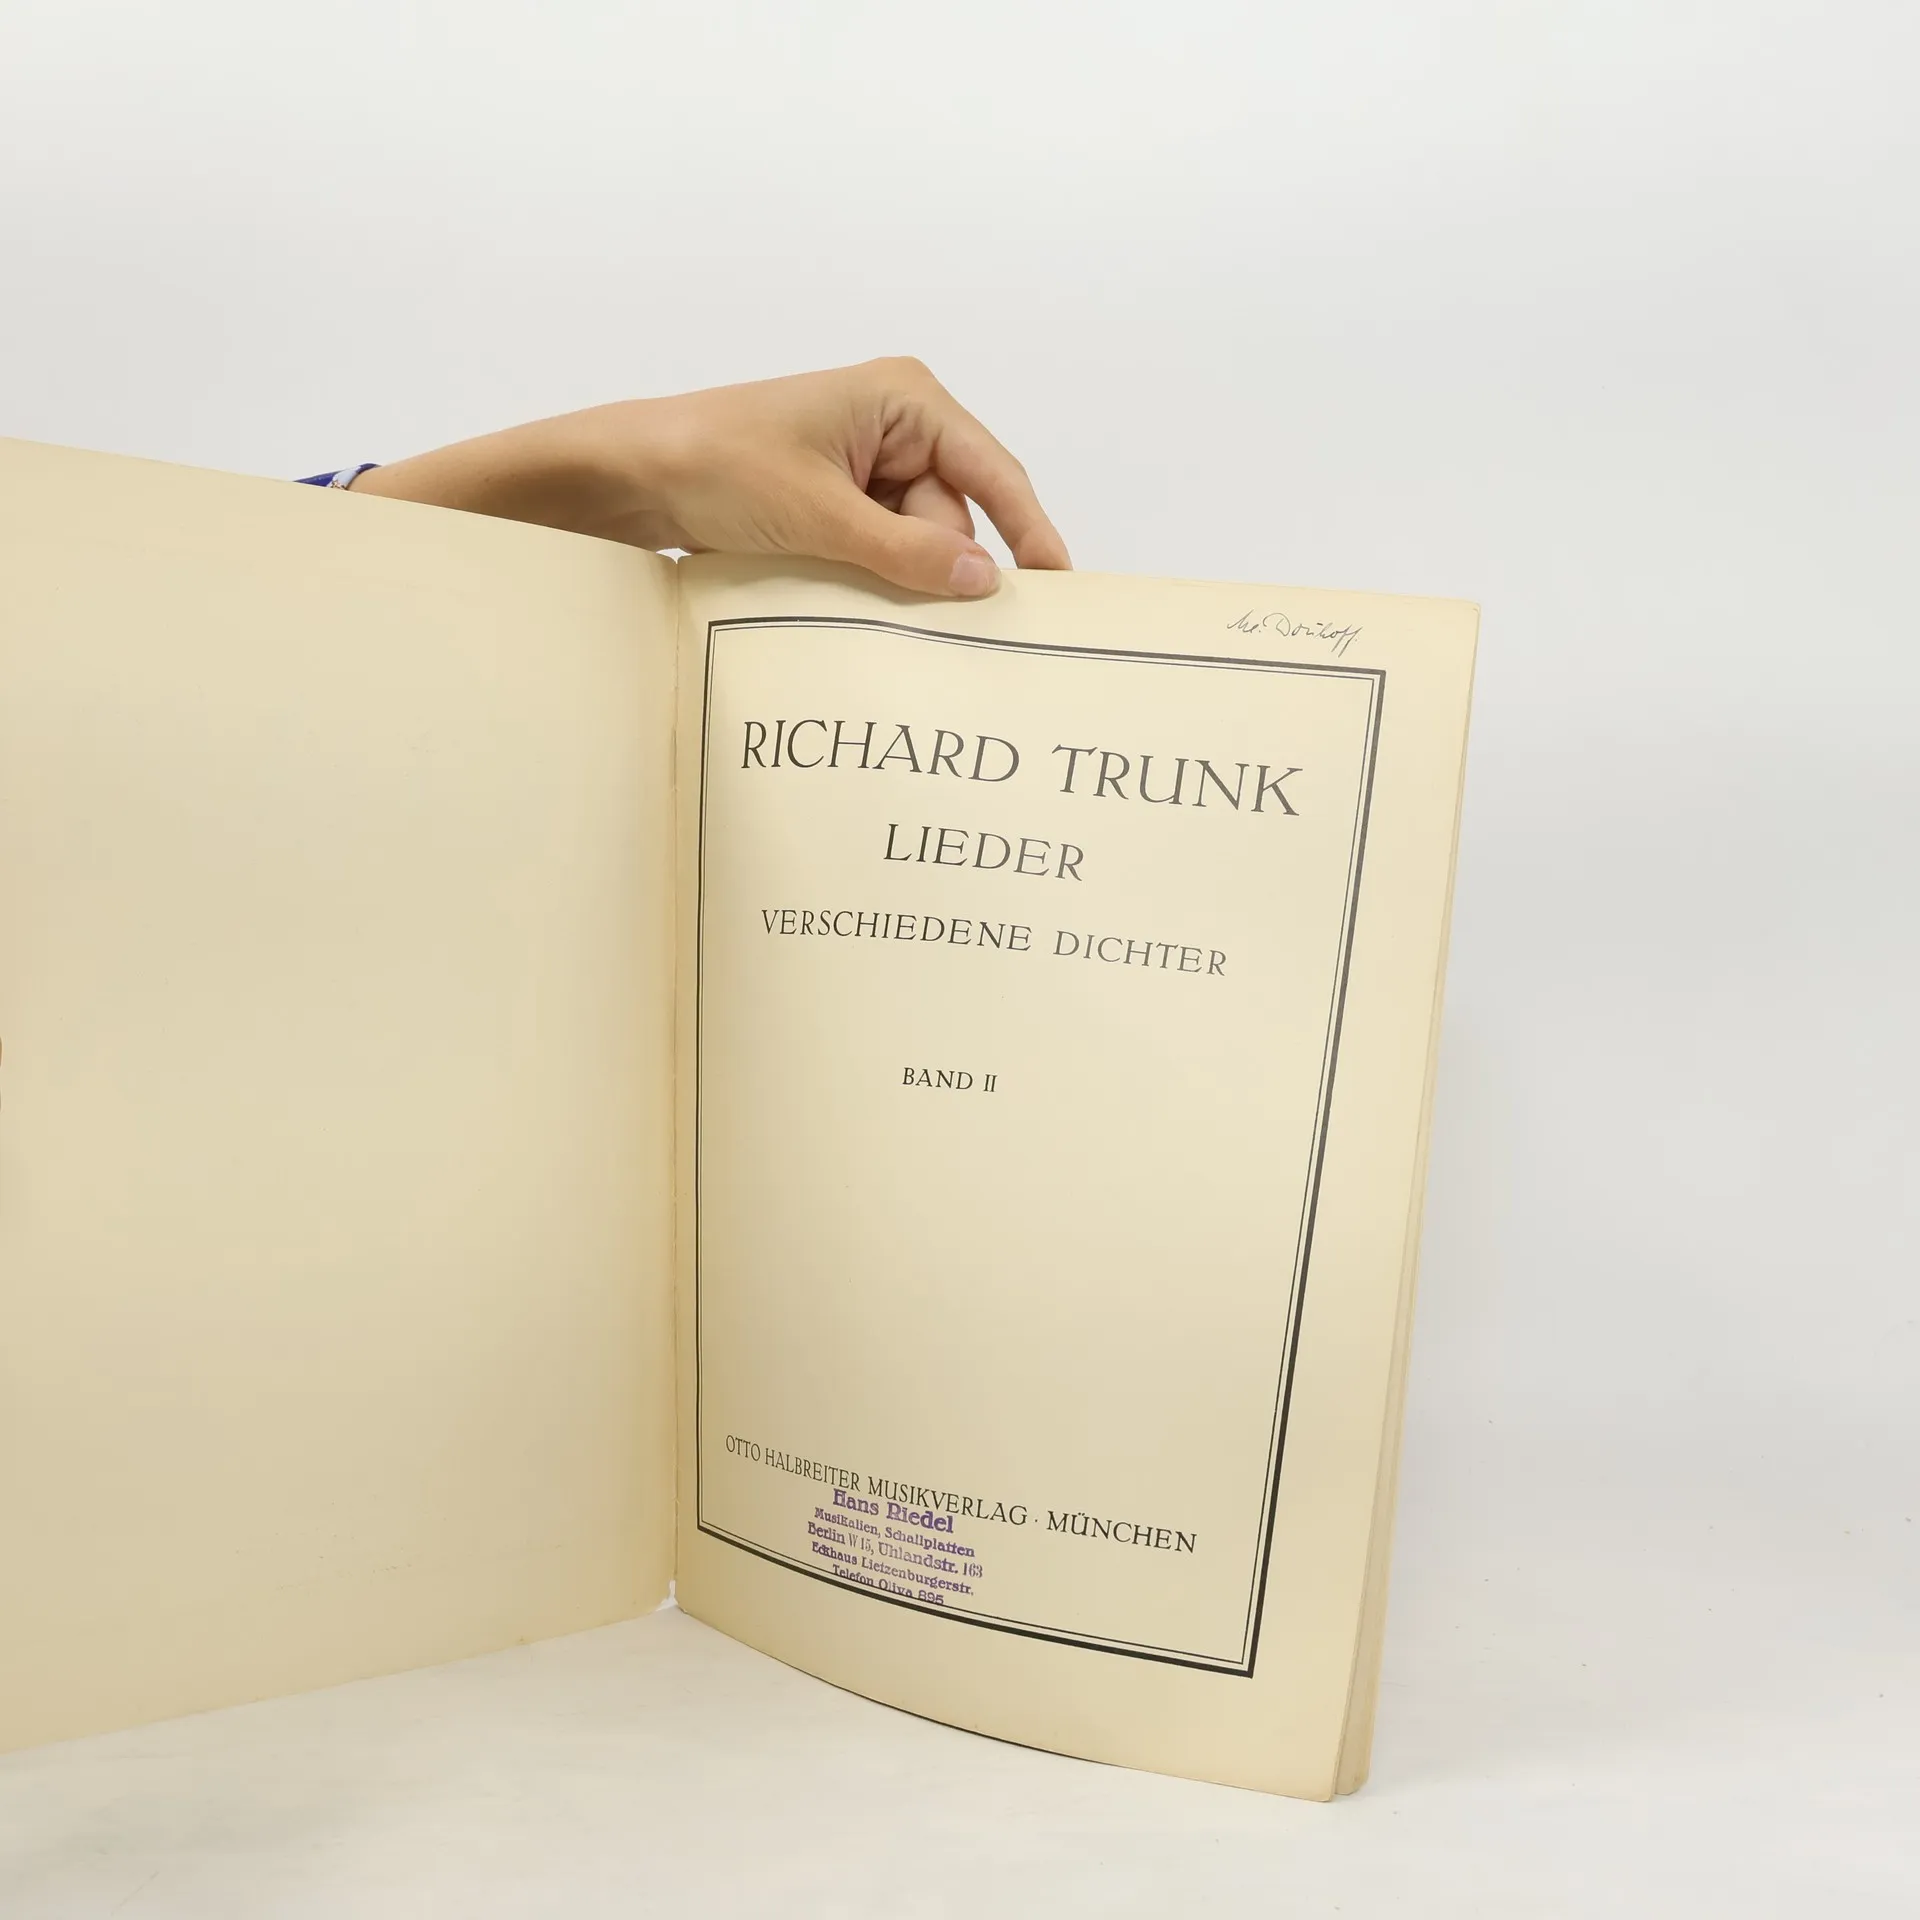 RICHARD TRUNK
LIEDER
VERSCHIEDENE DICHTER
BAND II
OTTO HALBREITER MUSIKVERLAG · MÜNCHEN
Hans Riedel
Musikalien, Schallplatten
Berlin W 15, Uhlandstr. 163
Eckhaus Lietzenburgerstr.
Telefon Oliva 895